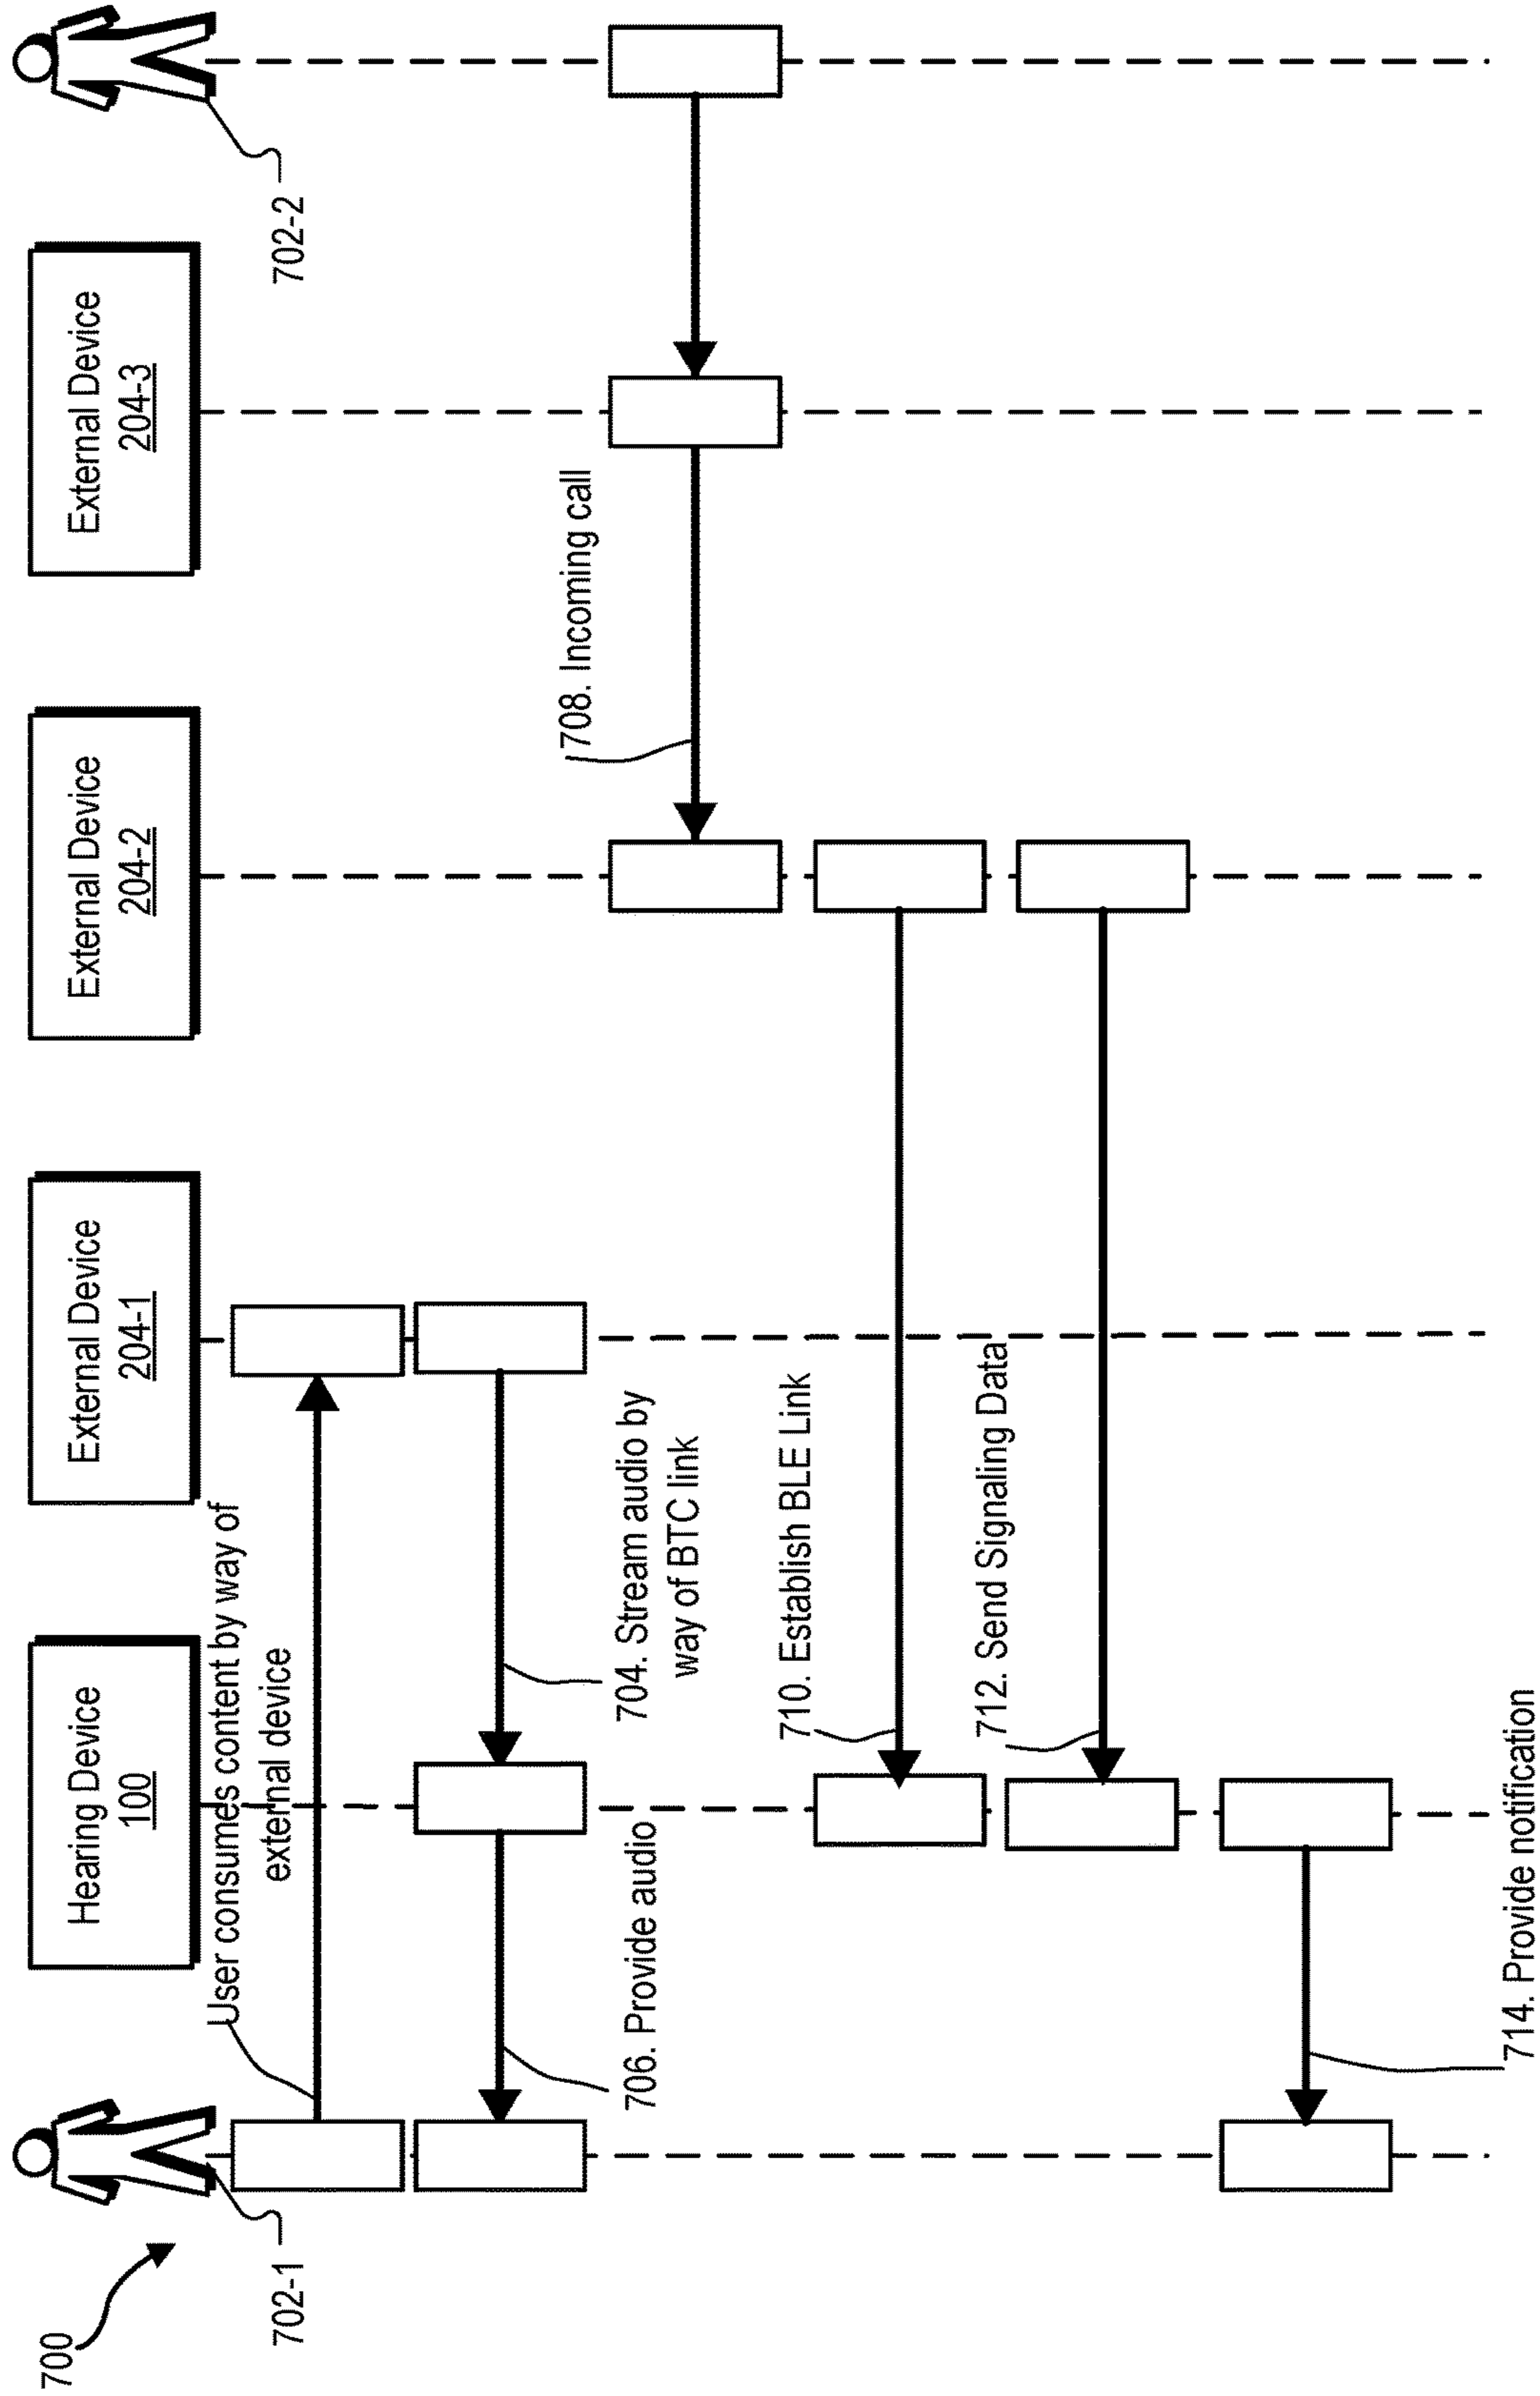 700
702-1
Hearing Device
100
External Device
204-1
External Device
204-2
External Device
204-3
702-2
User consumes content by way of
external device
704. Stream audio by
way of BTC link
706. Provide audio
708. Incoming call
710. Establish BLE Link
712. Send Signaling Data
714. Provide notification